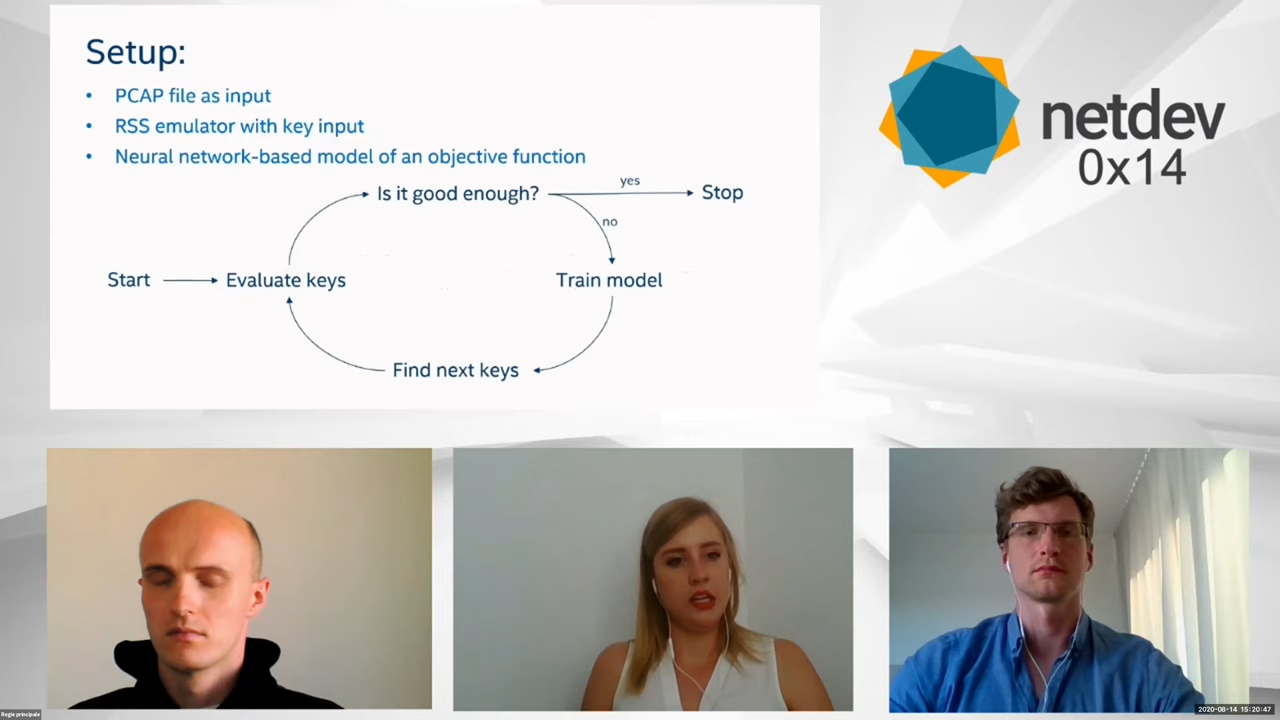 Setup:
• PCAP file as input
• RSS emulator with key input
• Neural network-based model of an objective function
Is it good enough?
yes
Stop
no
Start
Evaluate keys
Train model
Find next keys
netdev
0x14
Regie principale
2020-08-14 15:20:47